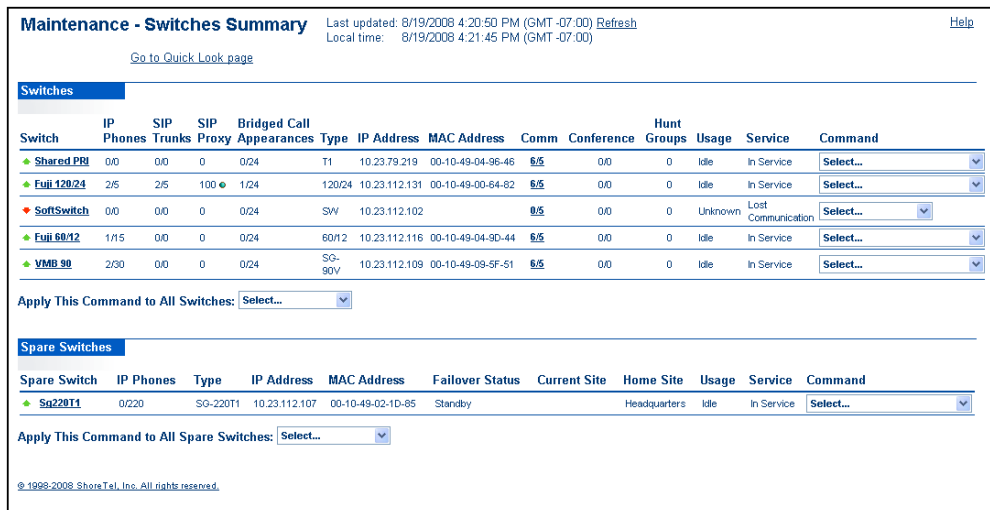 Maintenance - Switches Summary
Last updated: 8/19/2008 4:20:50 PM (GMT -07:00) Refresh
Local time: 8/19/2008 4:21:45 PM (GMT -07:00)
Help
Go to Quick Look page
Switches
Switch IP Phones SIP Trunks SIP Proxy Bridged Call Appearances Type IP Address MAC Address Comm Conference Hunt Groups Usage Service Command
Shared PRI 0/0 0/0 0 0/24 T1 10.23.79.219 00-10-49-04-96-46 6/5 0/0 0 Idle In Service Select...
Fuji 120/24 2/5 2/5 100 1/24 120/24 10.23.112.131 00-10-49-00-64-82 6/5 0/0 0 Idle In Service Select...
SoftSwitch 0/0 0/0 0 0/24 SW 10.23.112.102 0/5 0/0 0 Unknown Lost Communication Select...
Fuji 60/12 1/15 0/0 0 0/24 60/12 10.23.112.116 00-10-49-04-9D-44 6/5 0/0 0 Idle In Service Select...
VMB 90 2/30 0/0 0 0/24 SG-90V 10.23.112.109 00-10-49-09-5F-51 6/5 0/0 0 Idle In Service Select...
Apply This Command to All Switches: Select...
Spare Switches
Spare Switch IP Phones Type IP Address MAC Address Failover Status Current Site Home Site Usage Service Command
Sg220T1 0/220 SG-220T1 10.23.112.107 00-10-49-02-1D-85 Standby Headquarters Idle In Service Select...
Apply This Command to All Spare Switches: Select...
© 1998-2008 ShoreTel, Inc. All rights reserved.